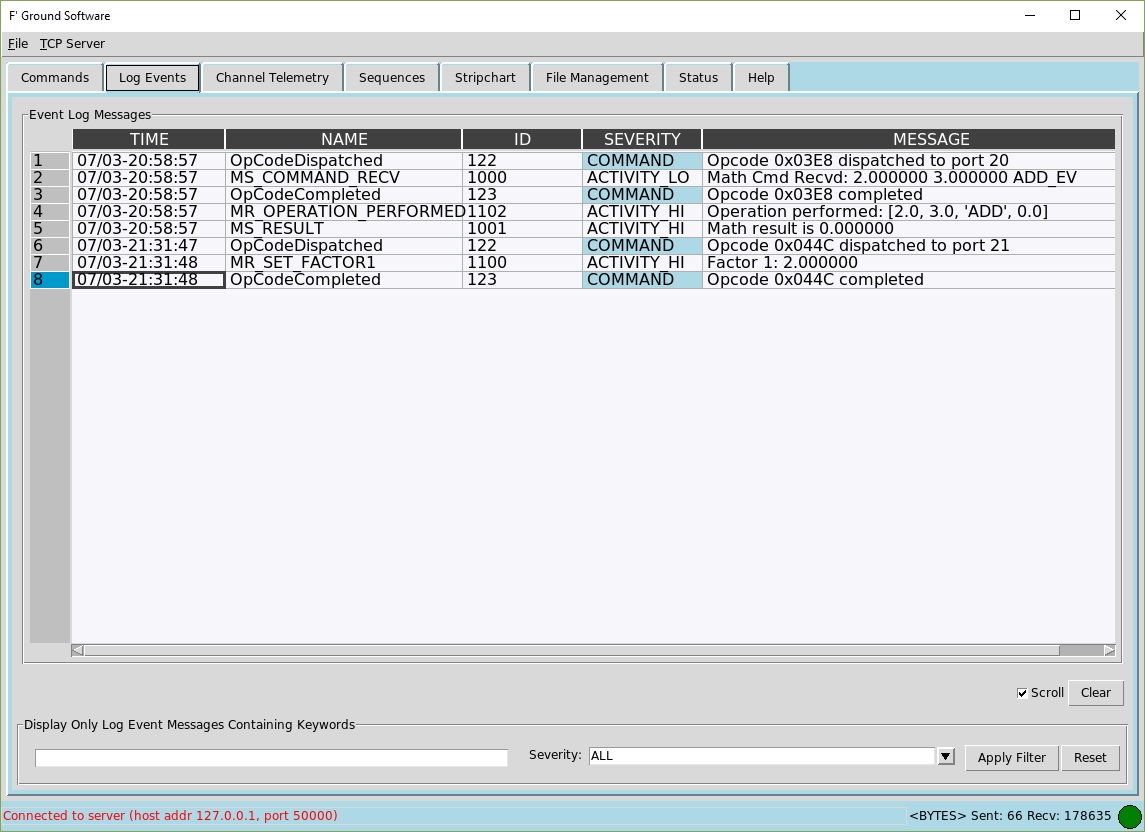 F' Ground Software
File TCP Server
Commands Log Events Channel Telemetry Sequences Stripchart File Management Status Help
Event Log Messages
TIME NAME ID SEVERITY MESSAGE
1 07/03-20:58:57 OpCodeDispatched 122 COMMAND Opcode 0x03E8 dispatched to port 20
2 07/03-20:58:57 MS_COMMAND_RECV 1000 ACTIVITY_LO Math Cmd Recvd: 2.000000 3.000000 ADD_EV
3 07/03-20:58:57 OpCodeCompleted 123 COMMAND Opcode 0x03E8 completed
4 07/03-20:58:57 MR_OPERATION_PERFORMED 1102 ACTIVITY_HI Operation performed: [2.0, 3.0, 'ADD', 0.0]
5 07/03-20:58:57 MS_RESULT 1001 ACTIVITY_HI Math result is 0.000000
6 07/03-21:31:47 OpCodeDispatched 122 COMMAND Opcode 0x044C dispatched to port 21
7 07/03-21:31:48 MR_SET_FACTOR1 1100 ACTIVITY_HI Factor 1: 2.000000
8 07/03-21:31:48 OpCodeCompleted 123 COMMAND Opcode 0x044C completed
Scroll Clear
Display Only Log Event Messages Containing Keywords
Severity: ALL Apply Filter Reset
Connected to server (host addr 127.0.0.1, port 50000) <BYTES> Sent: 66 Recv: 178635